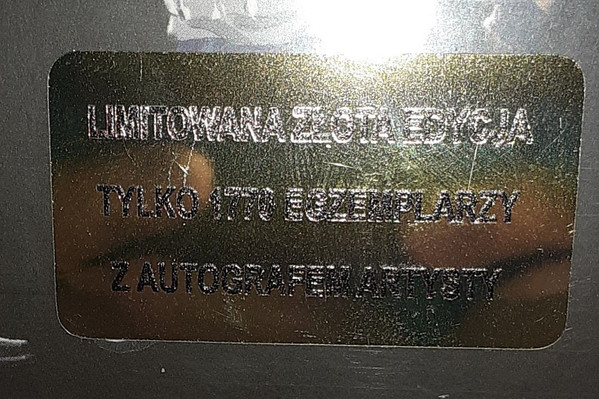 LIMITOWANA ZŁOTA EDYCJA
TYLKO 1770 EGZEMPLARZY
Z AUTOGRAFEM ARTYSTY